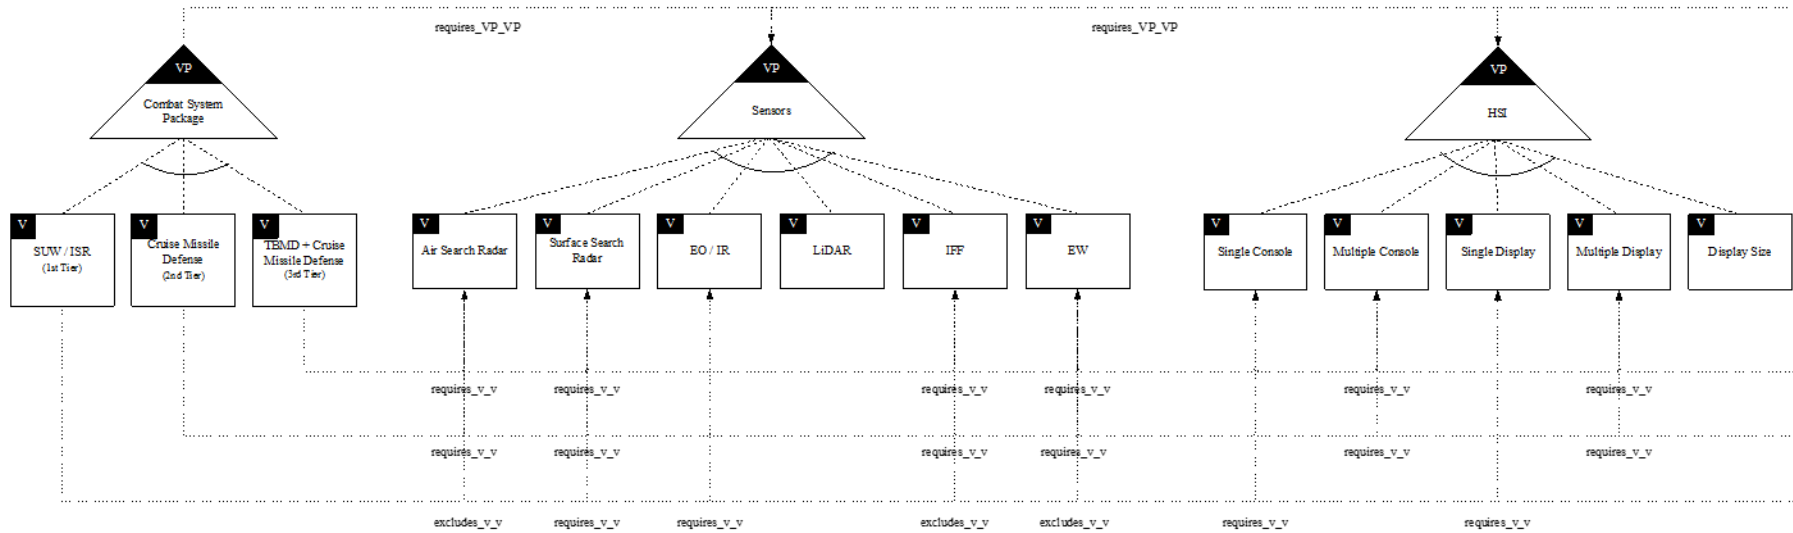 requires_VP_VP
requires_VP_VP
VP
VP
VP
Combat System
Package
Sensors
HSI
V
V
V
V
V
V
V
V
V
V
V
V
V
V
SUW / ISR
(1st Tier)
Cruise Missile
Defense
(2nd Tier)
TBMD + Cruise
Missile Defense
(3rd Tier)
Air Search Radar
Surface Search
Radar
EO / IR
LiDAR
IFF
EW
Single Console
Multiple Console
Single Display
Multiple Display
Display Size
requires_v_v
requires_v_v
requires_v_v
requires_v_v
requires_v_v
requires_v_v
requires_v_v
requires_v_v
requires_v_v
requires_v_v
requires_v_v
requires_v_v
excludes_v_v
requires_v_v
requires_v_v
excludes_v_v
excludes_v_v
requires_v_v
requires_v_v